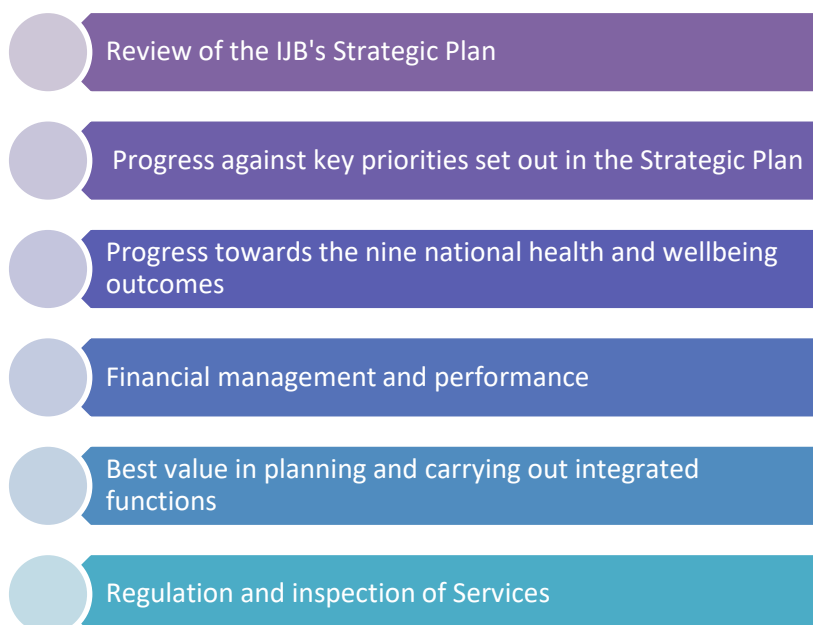 Review of the IJB's Strategic Plan
Progress against key priorities set out in the Strategic Plan
Progress towards the nine national health and wellbeing
outcomes
Financial management and performance
Best value in planning and carrying out integrated
functions
Regulation and inspection of Services